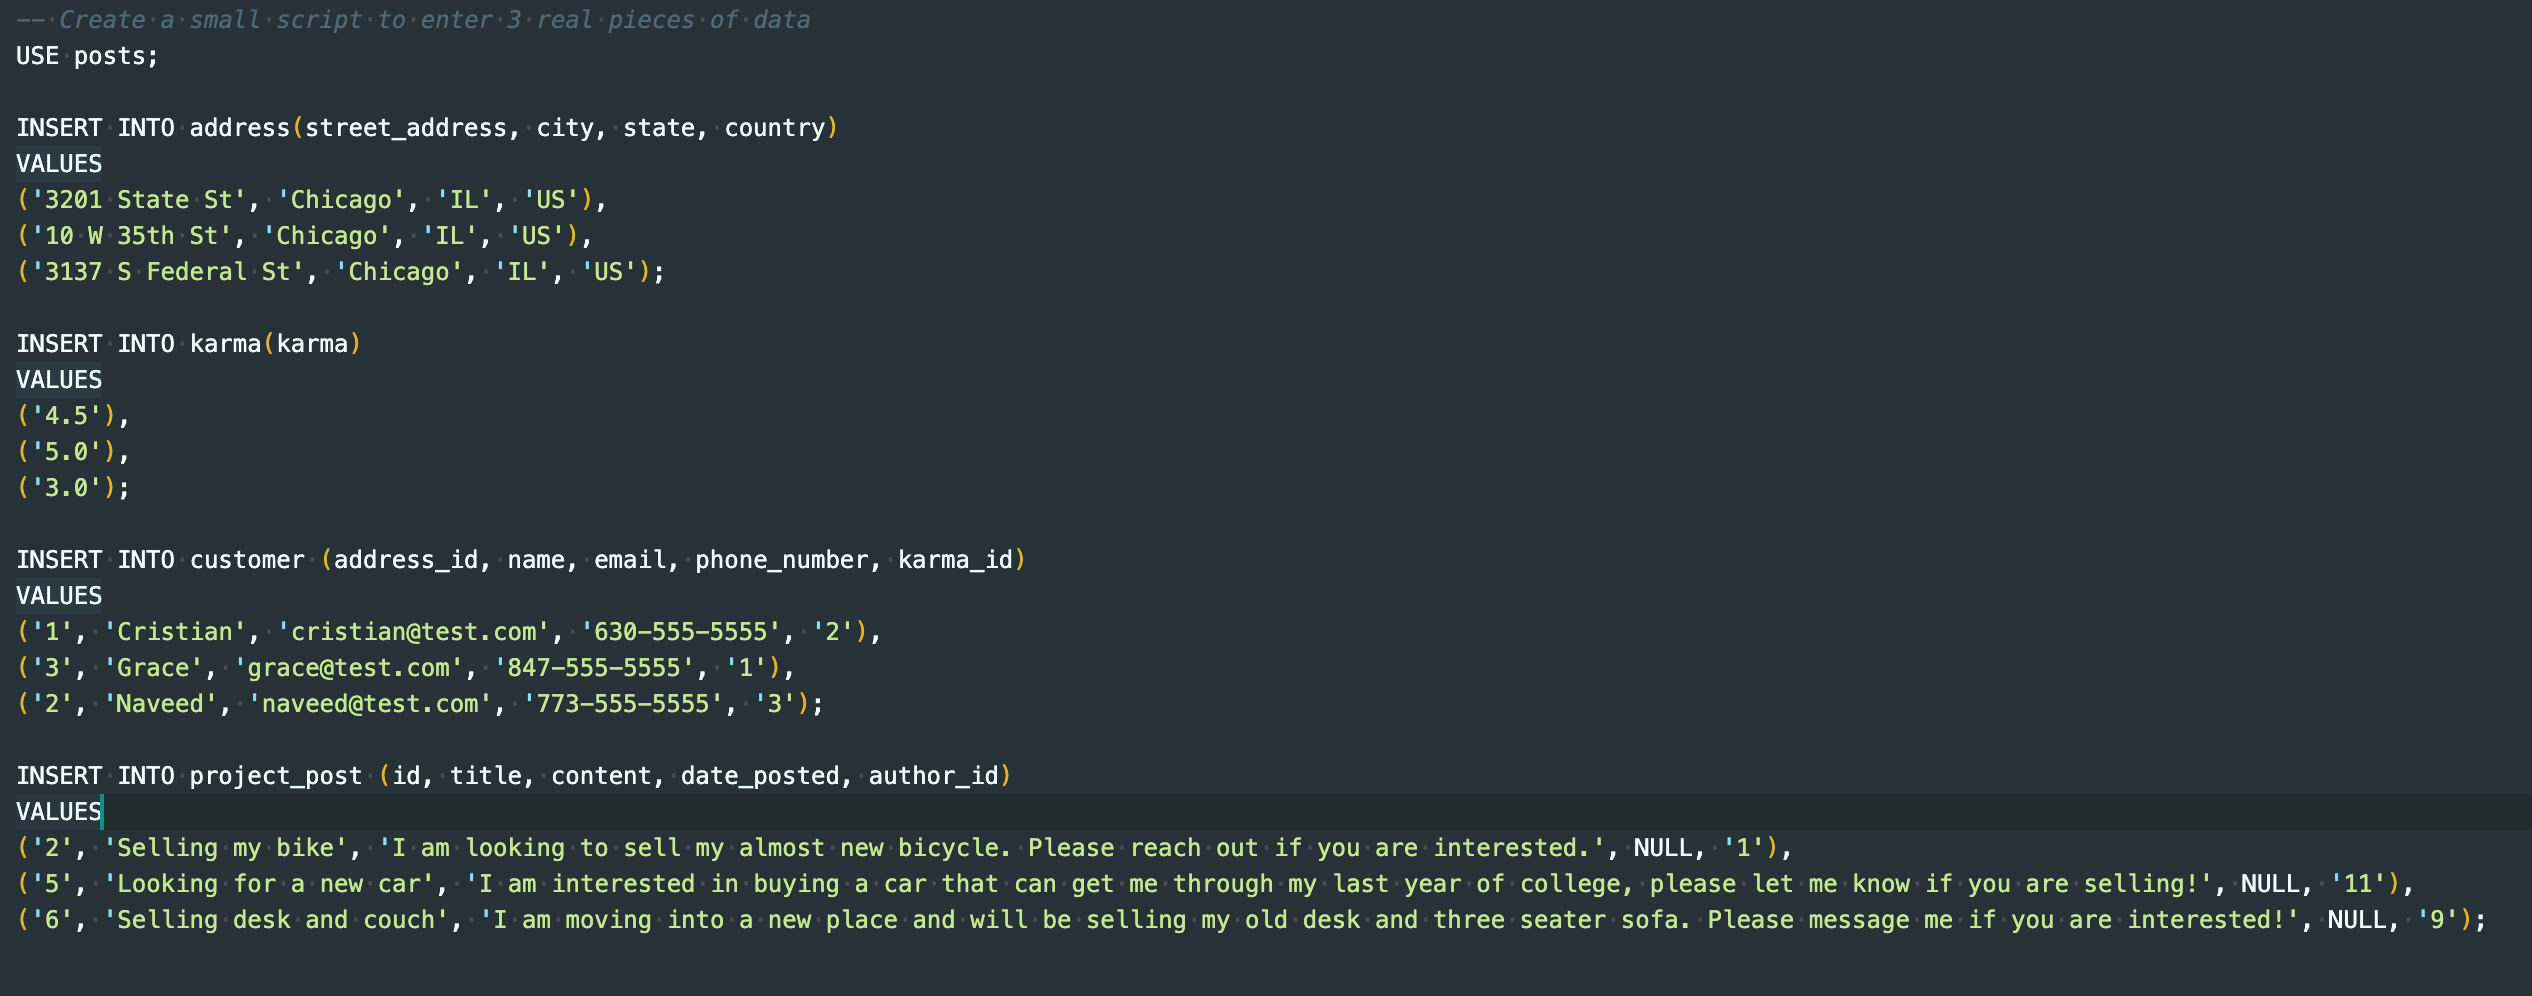 -- Create a small script to enter 3 real pieces of data
USE posts;
INSERT INTO address(street_address, city, state, country)
VALUES
('3201 State St', 'Chicago', 'IL', 'US'),
('10 W 35th St', 'Chicago', 'IL', 'US'),
('3137 S Federal St', 'Chicago', 'IL', 'US');
INSERT INTO karma(karma)
VALUES
('4.5'),
('5.0'),
('3.0');
INSERT INTO customer (address_id, name, email, phone_number, karma_id)
VALUES
('1', 'Cristian', 'cristian@test.com', '630-555-5555', '2'),
('3', 'Grace', 'grace@test.com', '847-555-5555', '1'),
('2', 'Naveed', 'naveed@test.com', '773-555-5555', '3');
INSERT INTO project_post (id, title, content, date_posted, author_id)
VALUES
('2', 'Selling my bike', 'I am looking to sell my almost new bicycle. Please reach out if you are interested.', NULL, '1'),
('5', 'Looking for a new car', 'I am interested in buying a car that can get me through my last year of college, please let me know if you are selling!', NULL, '11'),
('6', 'Selling desk and couch', 'I am moving into a new place and will be selling my old desk and three seater sofa. Please message me if you are interested!', NULL, '9');